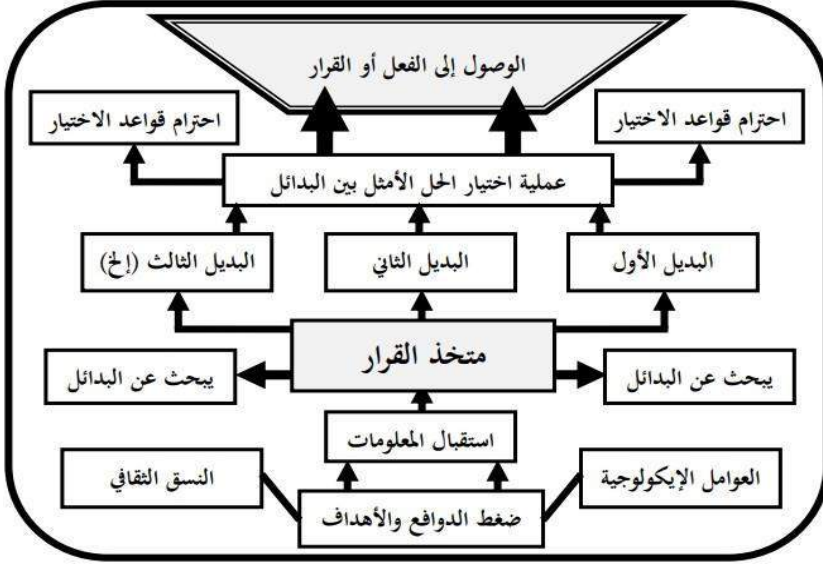 الوصول إلى الفعل أو القرار
احترام قواعد الاختيار
احترام قواعد الاختيار
عملية اختيار الحل الأمثل بين البدائل
البديل الأول
البديل الثاني
البديل الثالث (إلخ)
متخذ القرار
يبحث عن البدائل
يبحث عن البدائل
استقبال المعلومات
العوامل الإيكولوجية
النسق الثقافي
ضغط الدوافع والأهداف